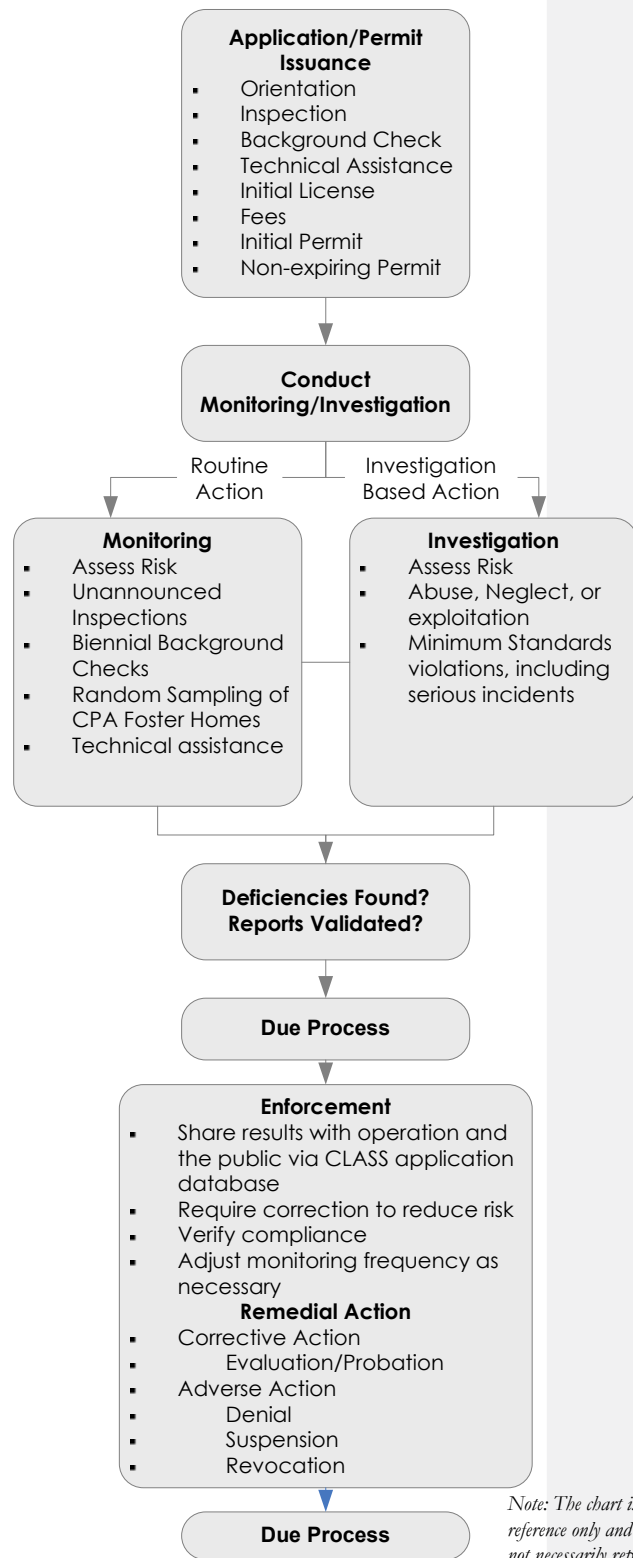 Application/Permit
Issuance
▪ Orientation
▪ Inspection
▪ Background Check
▪ Technical Assistance
▪ Initial License
▪ Fees
▪ Initial Permit
▪ Non-expiring Permit
Conduct
Monitoring/Investigation
Routine
Action
Investigation
Based Action
Monitoring
▪ Assess Risk
▪ Unannounced
Inspections
▪ Biennial Background
Checks
▪ Random Sampling of
CPA Foster Homes
▪ Technical assistance
Investigation
▪ Assess Risk
▪ Abuse, Neglect, or
exploitation
▪ Minimum Standards
violations, including
serious incidents
Deficiencies Found?
Reports Validated?
Due Process
Enforcement
▪ Share results with operation and
the public via CLASS application
database
▪ Require correction to reduce risk
▪ Verify compliance
▪ Adjust monitoring frequency as
necessary
Remedial Action
▪ Corrective Action
▪ Evaluation/Probation
▪ Adverse Action
▪ Denial
▪ Suspension
▪ Revocation
Due Process
Note: The chart is
reference only and
not necessarily